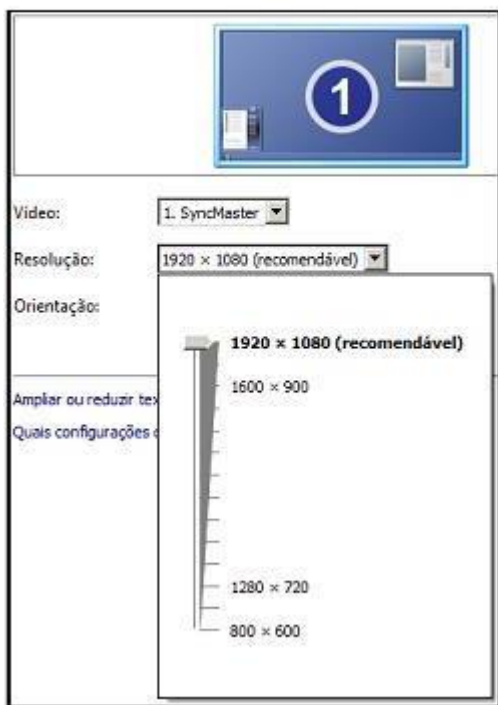 1
Vídeo: 1. SyncMaster
Resolução: 1920 × 1080 (recomendável)
Orientação:
1920 × 1080 (recomendável)
1600 × 900
Ampliar ou reduzir tex
Quais configurações
1280 × 720
800 × 600